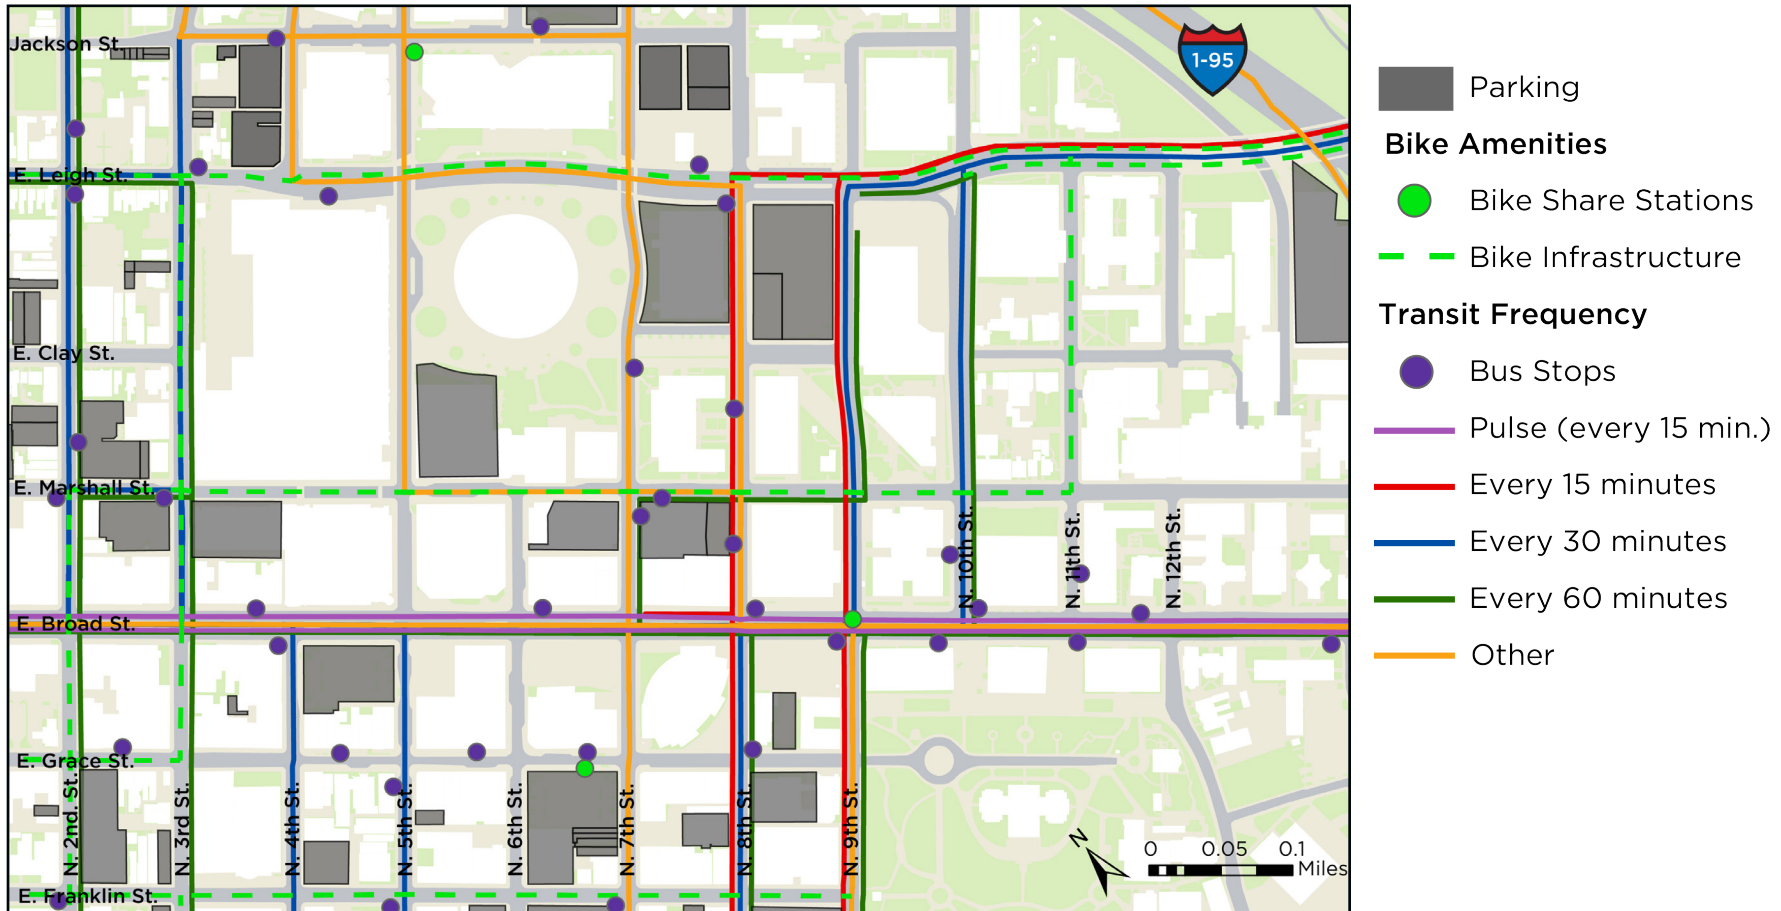 Jackson St.
E. Leigh St.
E. Clay St.
E. Marshall St.
E. Broad St.
E. Grace St.
E. Franklin St.
N. 2nd. St.
N. 3rd St.
N. 4th St.
N. 5th St.
N. 6th St.
N. 7th St.
N. 8th St.
N. 9th St.
N. 10th St.
N. 11th St.
N. 12th St.
1-95
N
0 0.05 0.1
Miles
Parking
Bike Amenities
Bike Share Stations
Bike Infrastructure
Transit Frequency
Bus Stops
Pulse (every 15 min.)
Every 15 minutes
Every 30 minutes
Every 60 minutes
Other